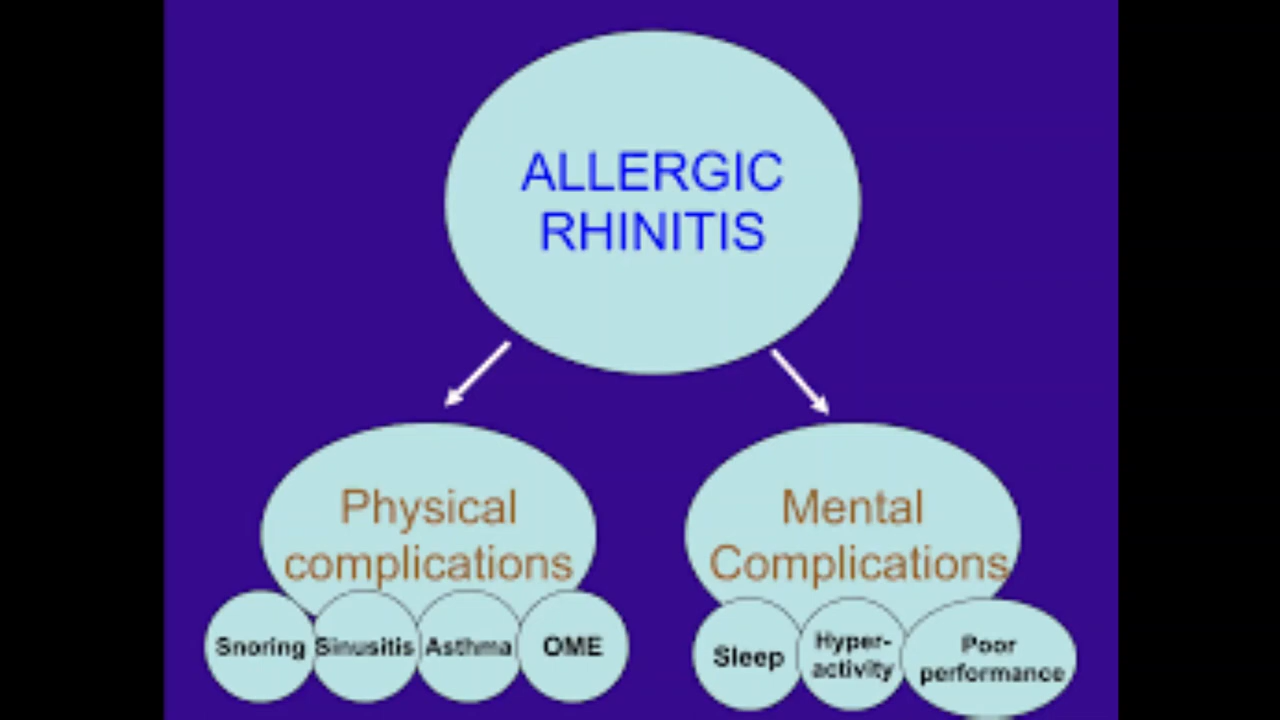 ALLERGIC
RHINITIS
Physical
complications
Snoring
Sinusitis
Asthma
OME
Mental
Complications
Sleep
Hyper-
activity
Poor
performance